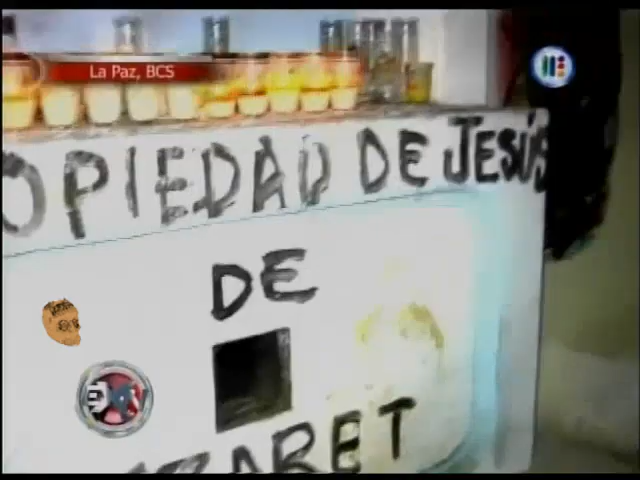 La Paz, BCS
OPIEDAD DE JESÚS
DE
ZARET